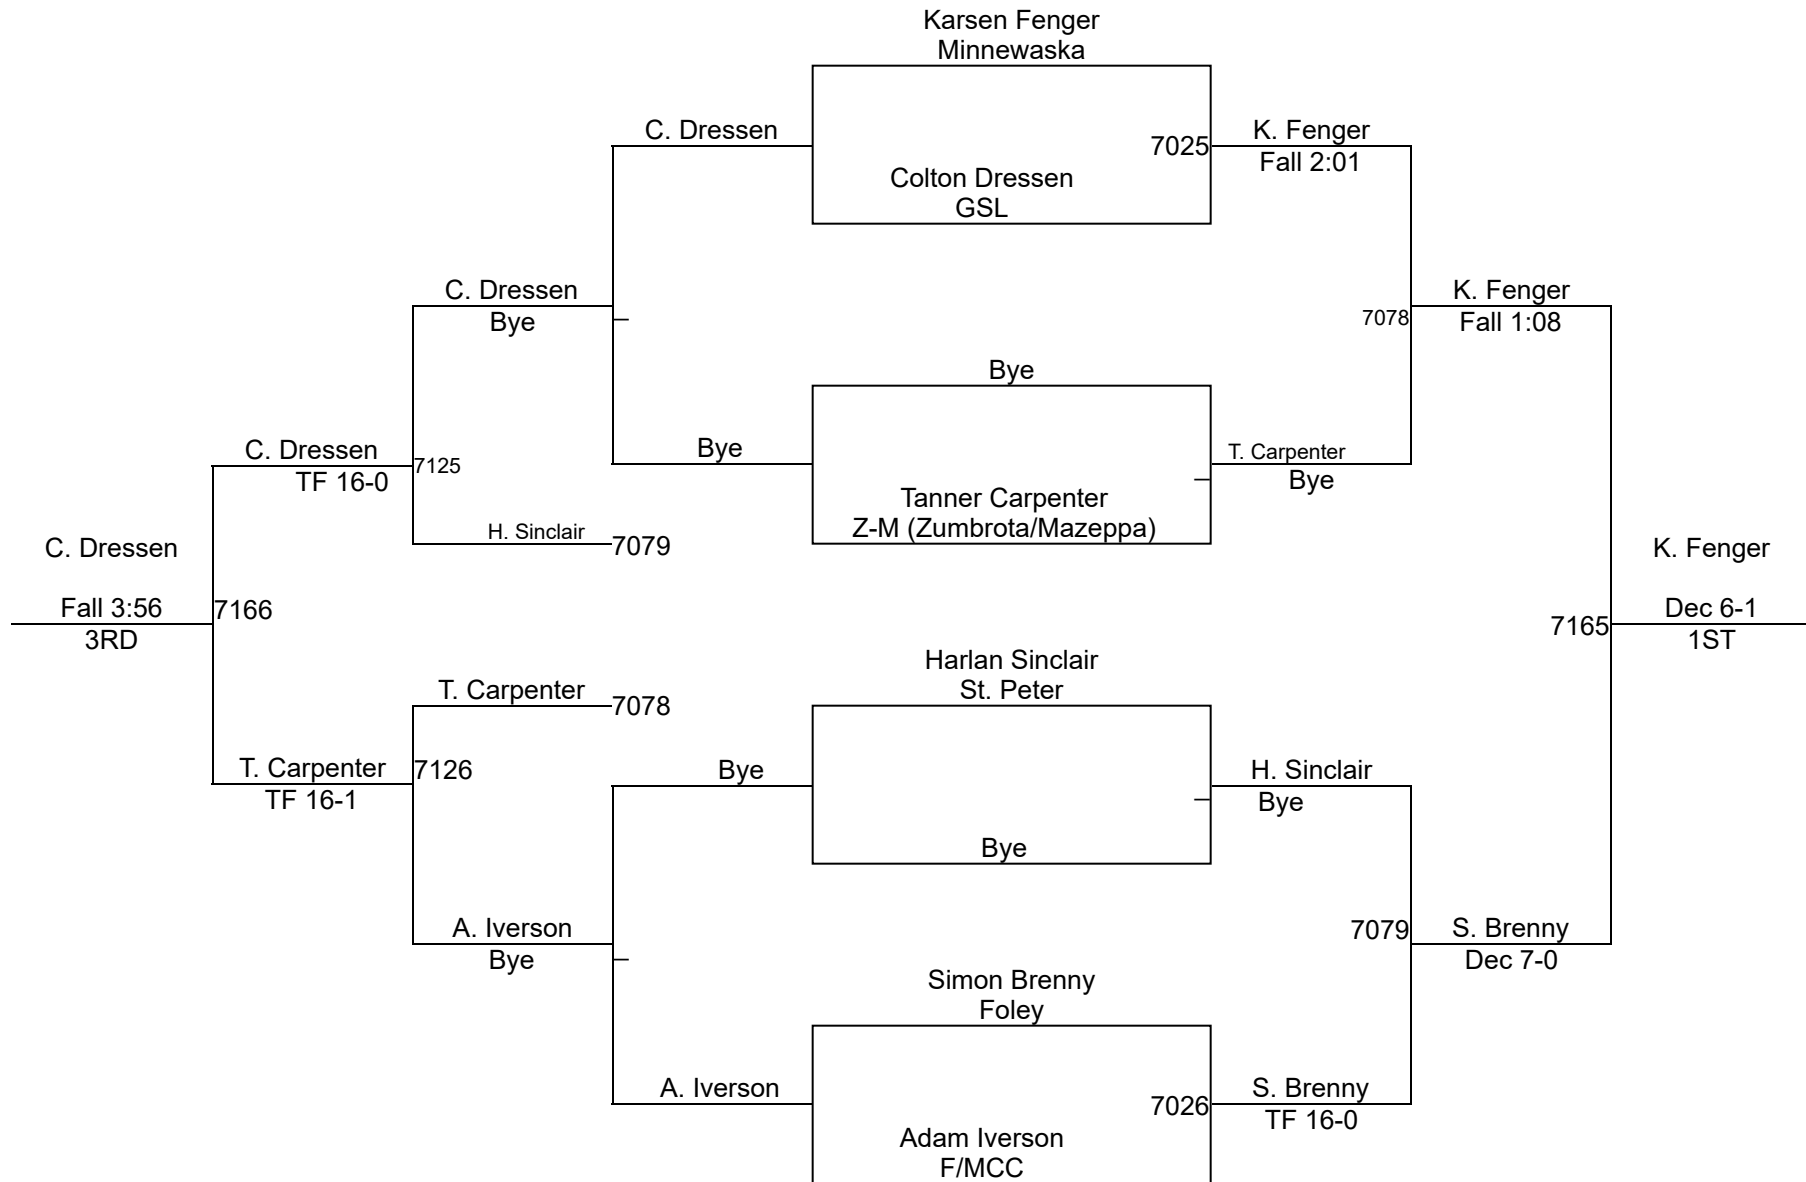 Karsen Fenger
Minnewaska
C. Dressen
7025
K. Fenger
Fall 2:01
Colton Dressen
GSL
C. Dressen
Bye
7078
K. Fenger
Fall 1:08
Bye
C. Dressen
TF 16-0
7125
Bye
T. Carpenter
Bye
Tanner Carpenter
Z-M (Zumbrota/Mazeppa)
H. Sinclair
7079
C. Dressen
Fall 3:56
3RD
7166
K. Fenger
7165
Dec 6-1
1ST
Harlan Sinclair
St. Peter
T. Carpenter
7078
T. Carpenter
TF 16-1
7126
Bye
H. Sinclair
Bye
Bye
A. Iverson
Bye
7079
S. Brenny
Dec 7-0
Simon Brenny
Foley
A. Iverson
7026
S. Brenny
TF 16-0
Adam Iverson
F/MCC